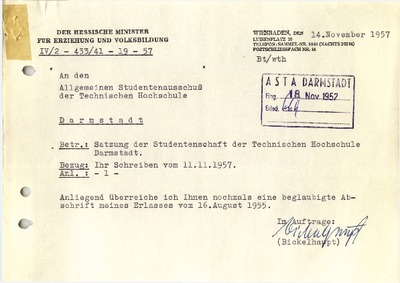 DER HESSISCHE MINISTER
FÜR ERZIEHUNG UND VOLKSBILDUNG
IV/2 - 433/41 - 19 - 57
WIESBADEN, DEN 14.November 1957
LUISENPLATZ 10
POSTSCHLIESSFACH NR. 14
Bt/wth
An den
Allgemeinen Studentenausschuß
der Technischen Hochschule
Darmstadt
ASTA DARMSTADT
Eing. 18. Nov. 1957
Erled.
Betr.: Satzung der Studentenschaft der Technischen Hochschule
Darmstadt.
Bezug: Ihr Schreiben vom 11.11.1957.
Anl. : - 1 -
Anliegend überreiche ich Ihnen nochmals eine beglaubigte Ab-
schrift meines Erlasses vom 16.August 1955.
Im Auftrage:
(Bickelhaupt)